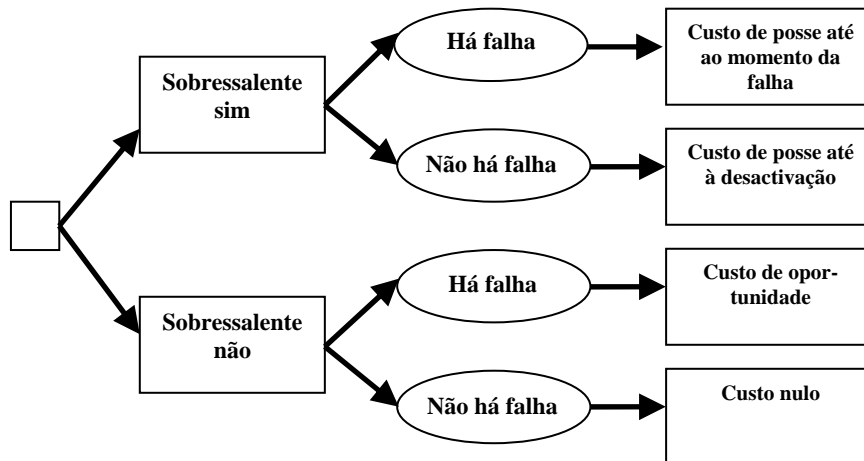 Há falha
Custo de posse até
ao momento da
falha
Sobressalente
sim
Não há falha
Custo de posse até
à desactivação
Há falha
Custo de opor-
tunidade
Sobressalente
não
Não há falha
Custo nulo